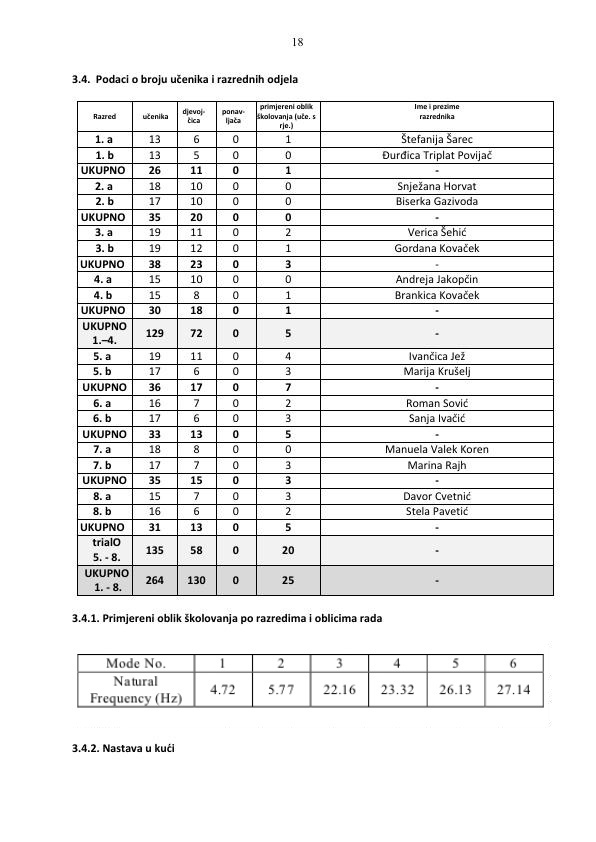 18
3.4. Podaci o broju učenika i razrednih odjela
Razred učenika djevoj-čica ponav-ljača primjereni oblik školovanja (uče. s rje.) Ime i prezime razrednika
1. a 13 6 0 1 Štefanija Šarec
1. b 13 5 0 0 Đurđica Triplat Povijač
UKUPNO 26 11 0 1 -
2. a 18 10 0 0 Snježana Horvat
2. b 17 10 0 0 Biserka Gazivoda
UKUPNO 35 20 0 0 -
3. a 19 11 0 2 Verica Šehić
3. b 19 12 0 1 Gordana Kovaček
UKUPNO 38 23 0 3 -
4. a 15 10 0 0 Andreja Jakopčin
4. b 15 8 0 1 Brankica Kovaček
UKUPNO 30 18 0 1 -
UKUPNO 1.–4. 129 72 0 5 -
5. a 19 11 0 4 Ivančica Jež
5. b 17 6 0 3 Marija Krušelj
UKUPNO 36 17 0 7 -
6. a 16 7 0 2 Roman Sović
6. b 17 6 0 3 Sanja Ivačić
UKUPNO 33 13 0 5 -
7. a 18 8 0 0 Manuela Valek Koren
7. b 17 7 0 3 Marina Rajh
UKUPNO 35 15 0 3 -
8. a 15 7 0 3 Davor Cvetnić
8. b 16 6 0 2 Stela Pavetić
UKUPNO 31 13 0 5 -
trialO 5. - 8. 135 58 0 20 -
UKUPNO 1. - 8. 264 130 0 25 -
3.4.1. Primjereni oblik školovanja po razredima i oblicima rada
Mode No. 1 2 3 4 5 6
Natural Frequency (Hz) 4.72 5.77 22.16 23.32 26.13 27.14
3.4.2. Nastava u kući